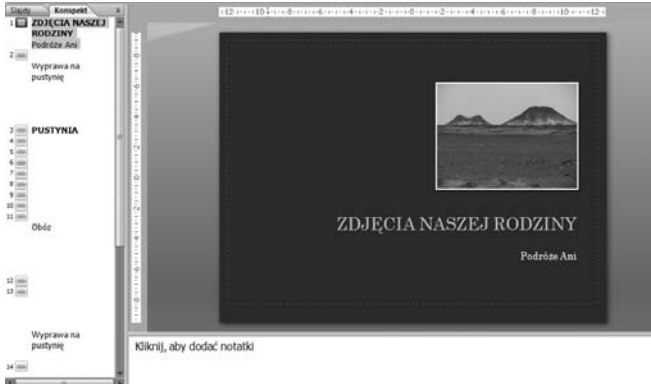 Slajdy Konspekt x
1 ZDJĘCIA NASZEJ
RODZINY
Podróże Ani
2
Wyprawa na
pustynię
3 PUSTYNIA
4
5
6
7
8
9
10
11
Obóz
12
13
Wyprawa na
pustynię
14
ZDJĘCIA NASZEJ RODZINY
Podróże Ani
Kliknij, aby dodać notatki